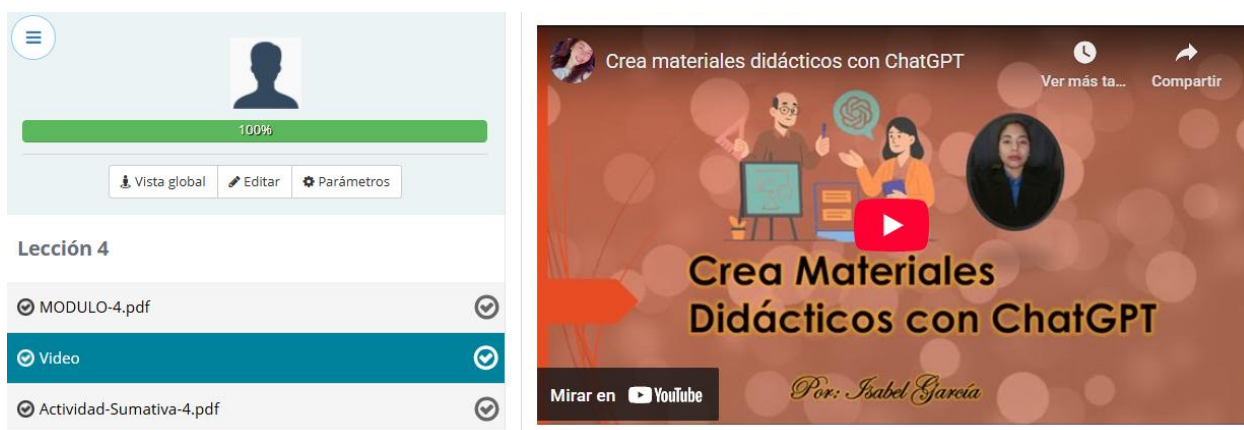 100%
Vista global Editar Parámetros
Lección 4
MODULO-4.pdf
Video
Actividad-Sumativa-4.pdf
Crea materiales didácticos con ChatGPT
Ver más ta...
Compartir
Crea Materiales
Didácticos con ChatGPT
Por: Isabel García
Mirar en YouTube